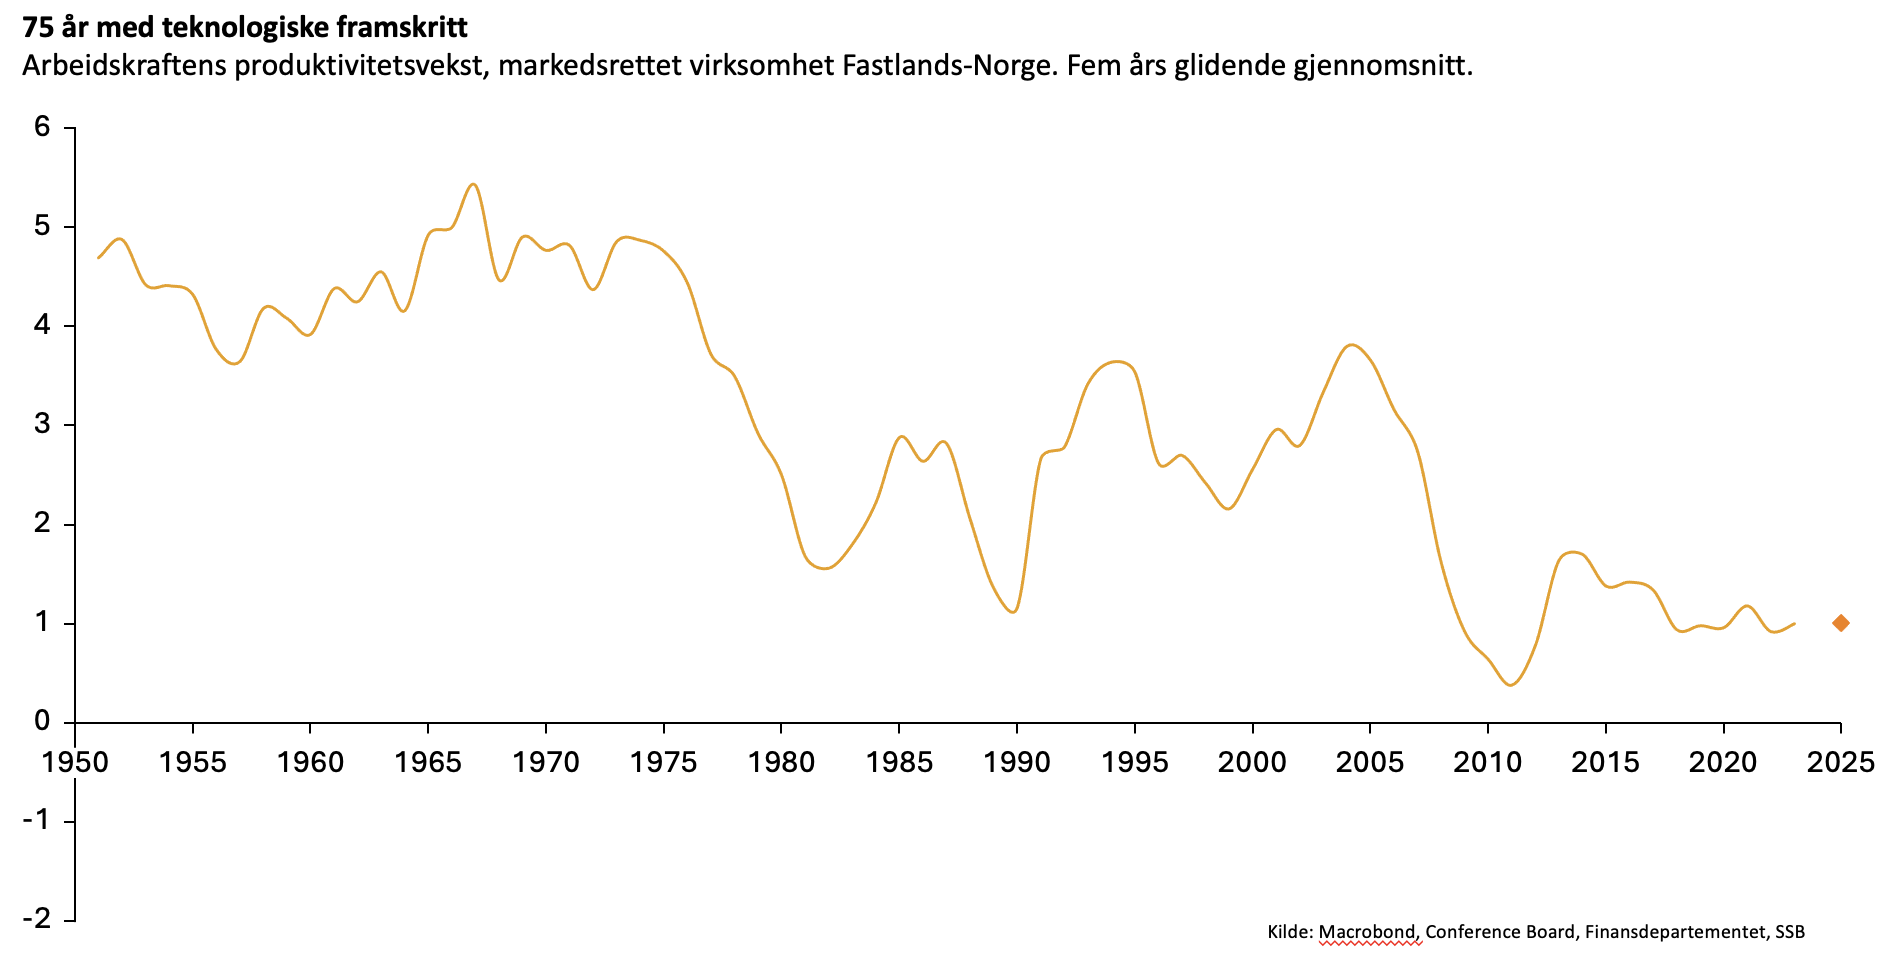 75 år med teknologiske framskritt
Arbeidskraftens produktivitetsvekst, markedsrettet virksomhet Fastlands-Norge. Fem års glidende gjennomsnitt.
6
5
4
3
2
1
0
1950 1955 1960 1965 1970 1975 1980 1985 1990 1995 2000 2005 2010 2015 2020 2025
-1
-2
Kilde: Macrobond, Conference Board, Finansdepartementet, SSB